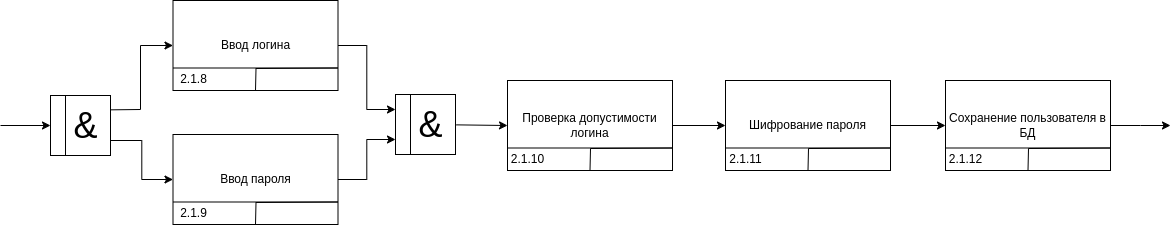 &
Ввод логина
2.1.8
Ввод пароля
2.1.9
&
Проверка допустимости
логина
2.1.10
Шифрование пароля
2.1.11
Сохранение пользователя в
БД
2.1.12